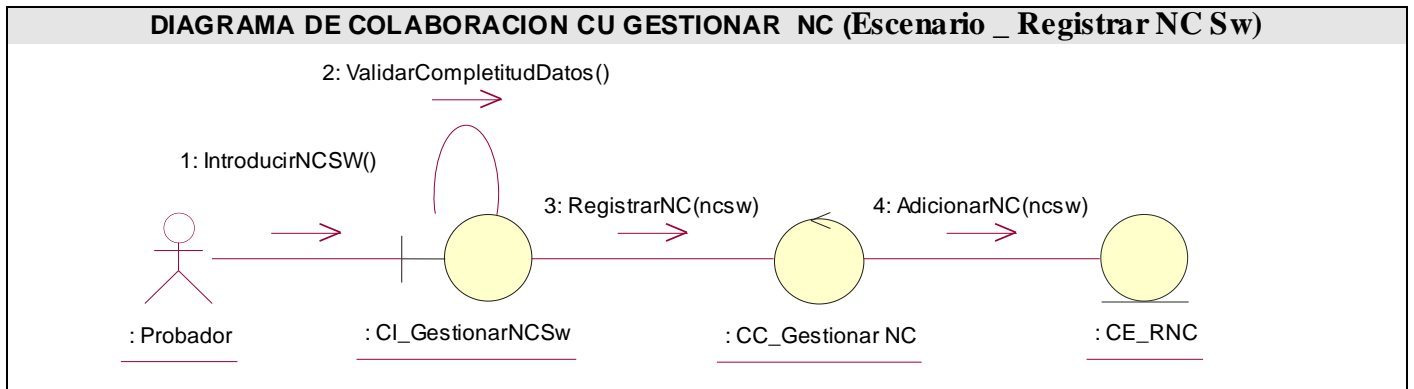 DIAGRAMA DE COLABORACION CU GESTIONAR NC (Escenario _ Registrar NC Sw)
2: ValidarCompletitudDatos()
1: IntroducirNCSW()
3: RegistrarNC(ncsw)
4: AdicionarNC(ncsw)
: Probador
: CI_GestionarNCSw
: CC_Gestionar NC
: CE_RNC